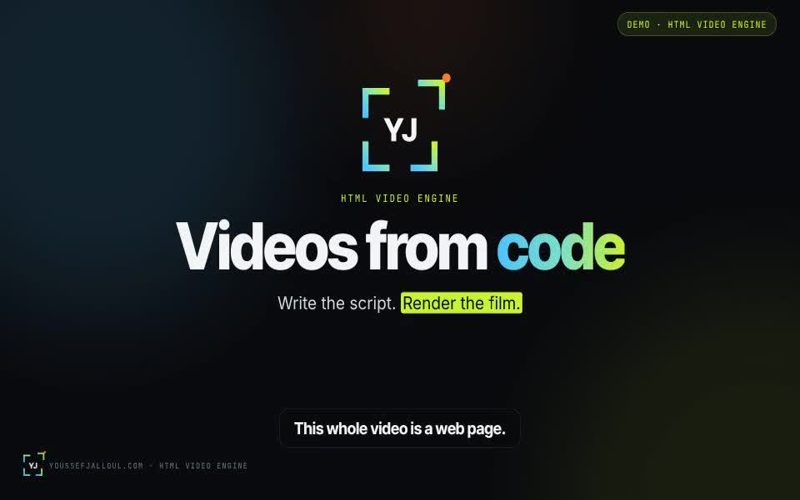 DEMO · HTML VIDEO ENGINE
YJ
HTML VIDEO ENGINE
Videos from code
Write the script. Render the film.
This whole video is a web page.
YJ YOUSSEFJALLOUL.COM · HTML VIDEO ENGINE